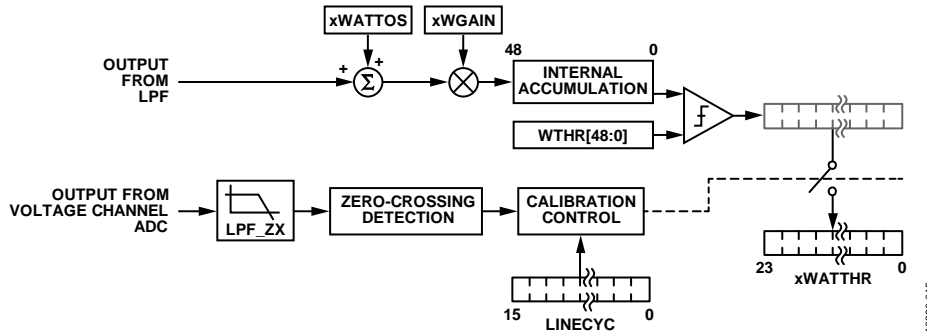 xWATTOS
xWGAIN
OUTPUT
FROM
LPF
+
+
Σ
48
0
INTERNAL
ACCUMULATION
WTHR[48:0]
OUTPUT FROM
VOLTAGE CHANNEL
ADC
LPF_ZX
ZERO-CROSSING
DETECTION
CALIBRATION
CONTROL
15
0
LINECYC
23
0
xWATTHR